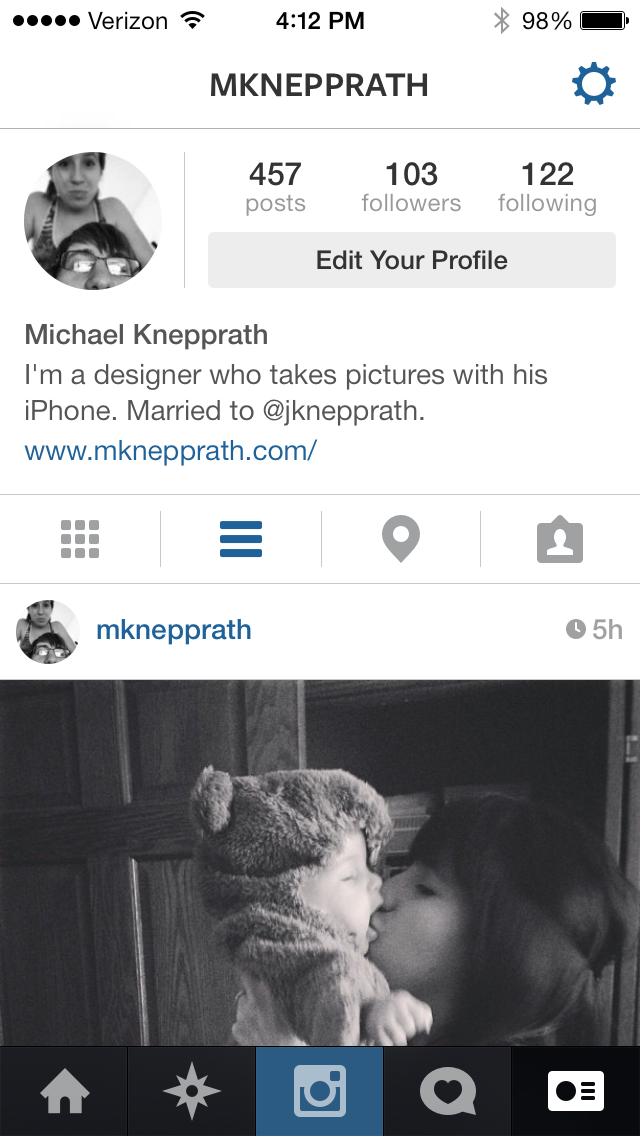 Verizon 4:12 PM 98%
MKNEPPRATH
457 103 122
posts followers following
Edit Your Profile
Michael Knepprath
I'm a designer who takes pictures with his
iPhone. Married to @jknepprath.
www.mknepprath.com/
mknepprath 5h